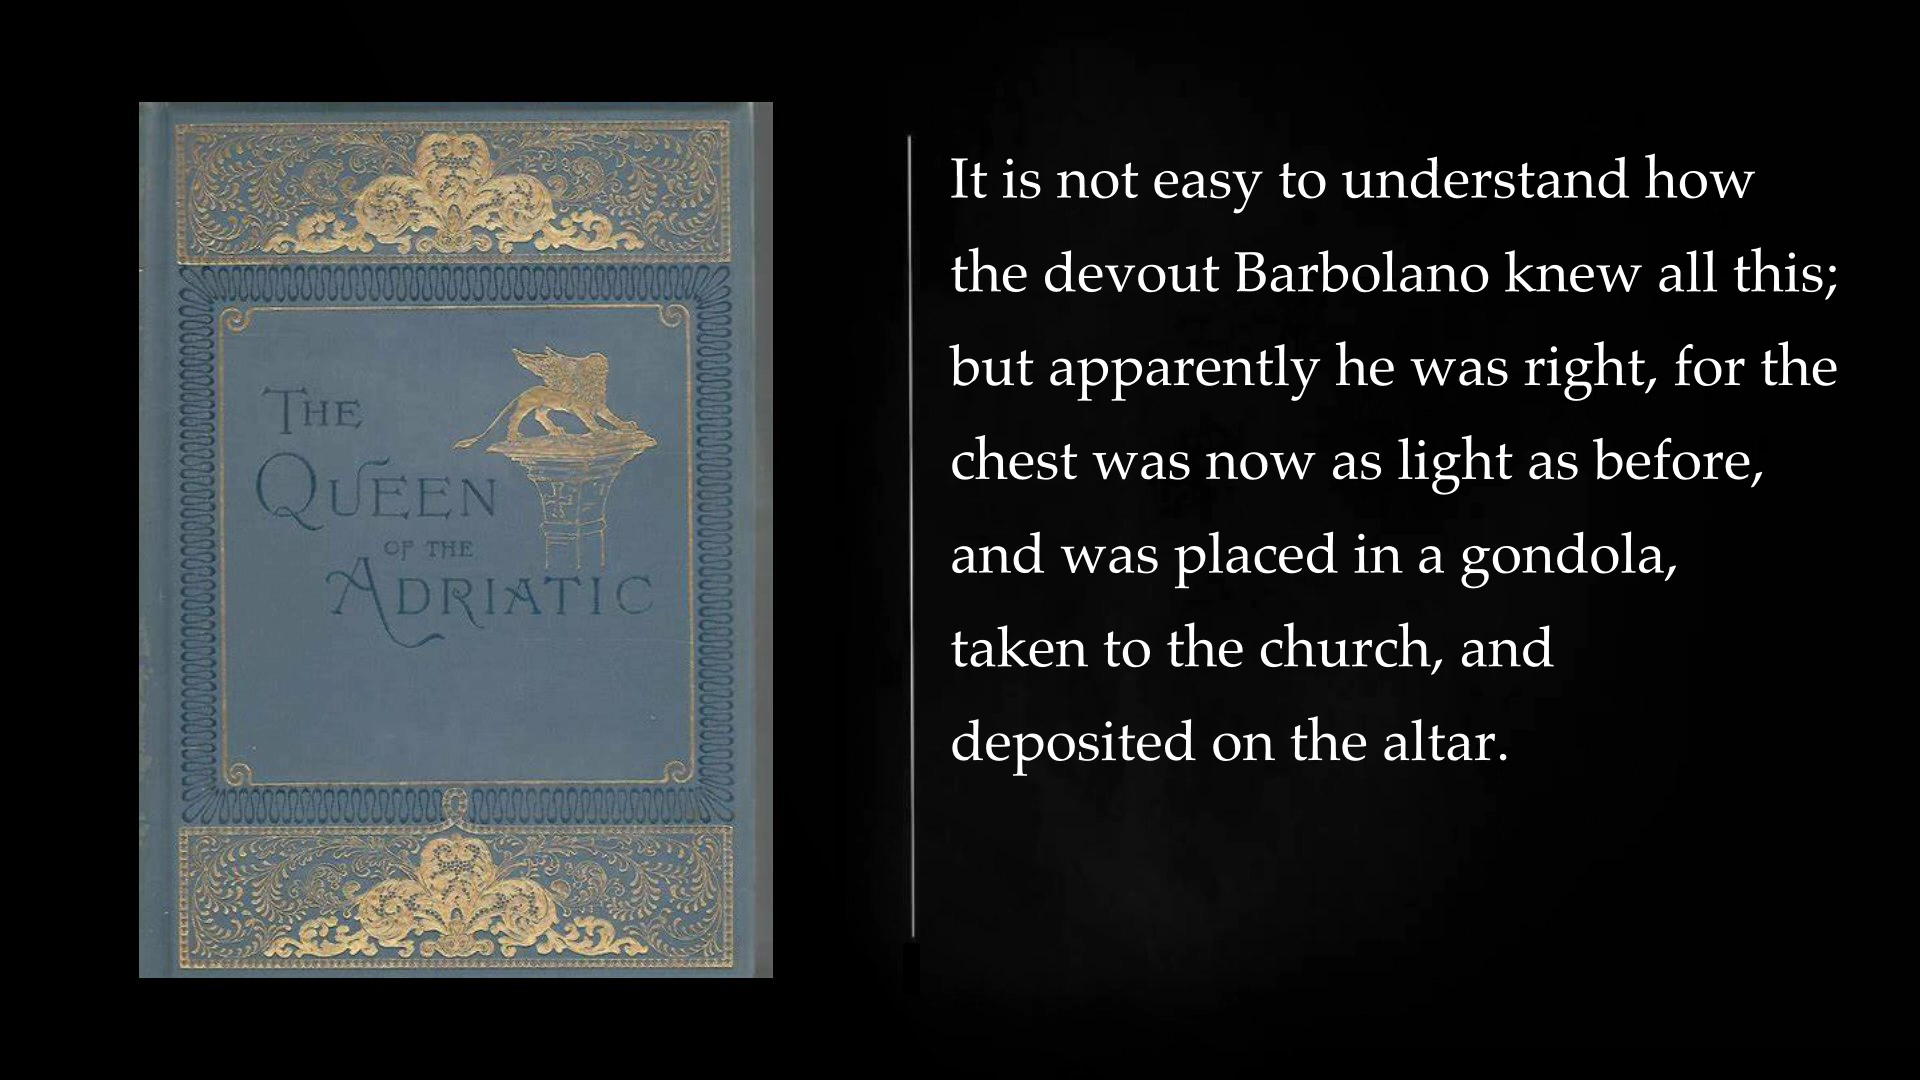 THE
QUEEN
OF THE
ADRIATIC
It is not easy to understand how
the devout Barbolano knew all this;
but apparently he was right, for the
chest was now as light as before,
and was placed in a gondola,
taken to the church, and
deposited on the altar.